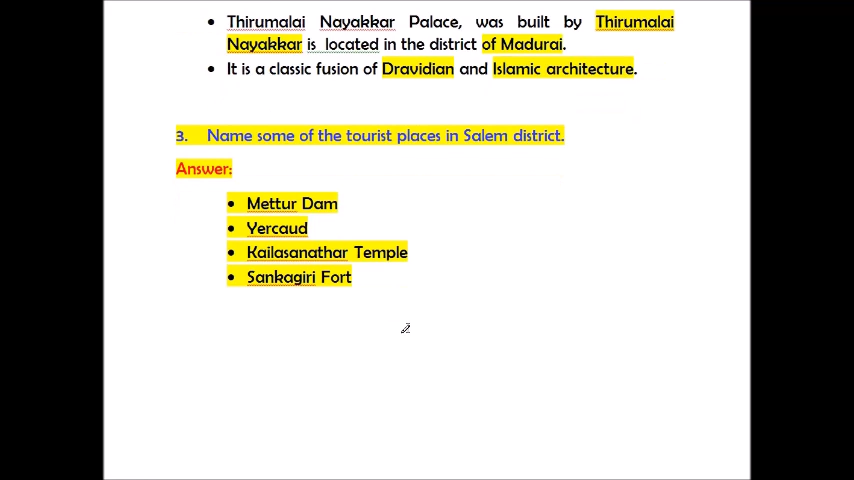 • Thirumalai Nayakkar Palace, was built by Thirumalai
Nayakkar is located in the district of Madurai.
• It is a classic fusion of Dravidian and Islamic architecture.
3. Name some of the tourist places in Salem district.
Answer:
• Mettur Dam
• Yercaud
• Kailasanathar Temple
• Sankagiri Fort